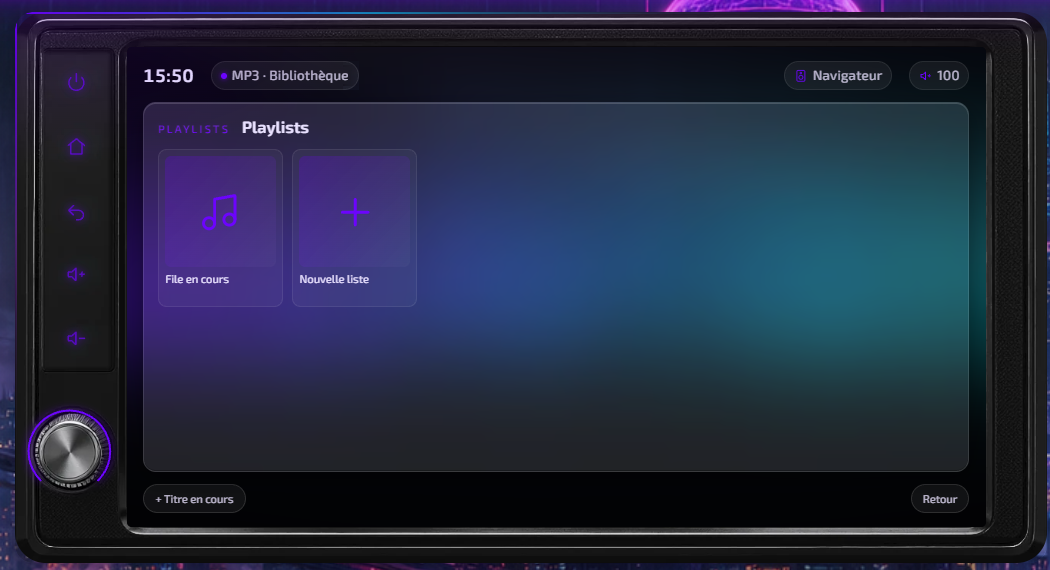 15:50
MP3 · Bibliothèque
Navigateur
100
PLAYLISTS Playlists
File en cours
Nouvelle liste
+ Titre en cours
Retour